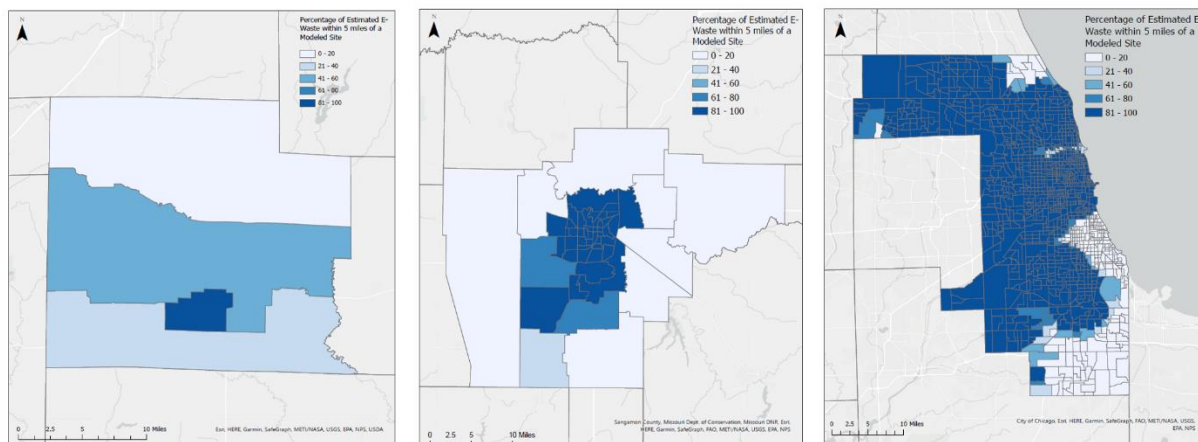 N
Percentage of Estimated E-
Waste within 5 miles of a
Modeled Site
0 - 20
21 - 40
41 - 60
61 - 80
81 - 100
0 2.5 5 10 Miles
Esri, HERE, Garmin, SafeGraph, METI/NASA, USGS, EPA, NPS, USDA
N
Percentage of Estimated E-
Waste within 5 miles of a
Modeled Site
0 - 20
21 - 40
41 - 60
61 - 80
81 - 100
0 2.5 5 10 Miles
Sangamon County, Missouri Dept. of Conservation, Missouri DNR, Esri,
HERE, Garmin, SafeGraph, FAO, METI/NASA, USGS, EPA, NPS
N
Percentage of Estimated E-
Waste within 5 miles of a
Modeled Site
0 - 20
21 - 40
41 - 60
61 - 80
81 - 100
0 2.5 5 10 Miles
City of Chicago, Esri, HERE, Garmin, SafeGraph, FAO, METI/NASA, USGS,
EPA, NPS